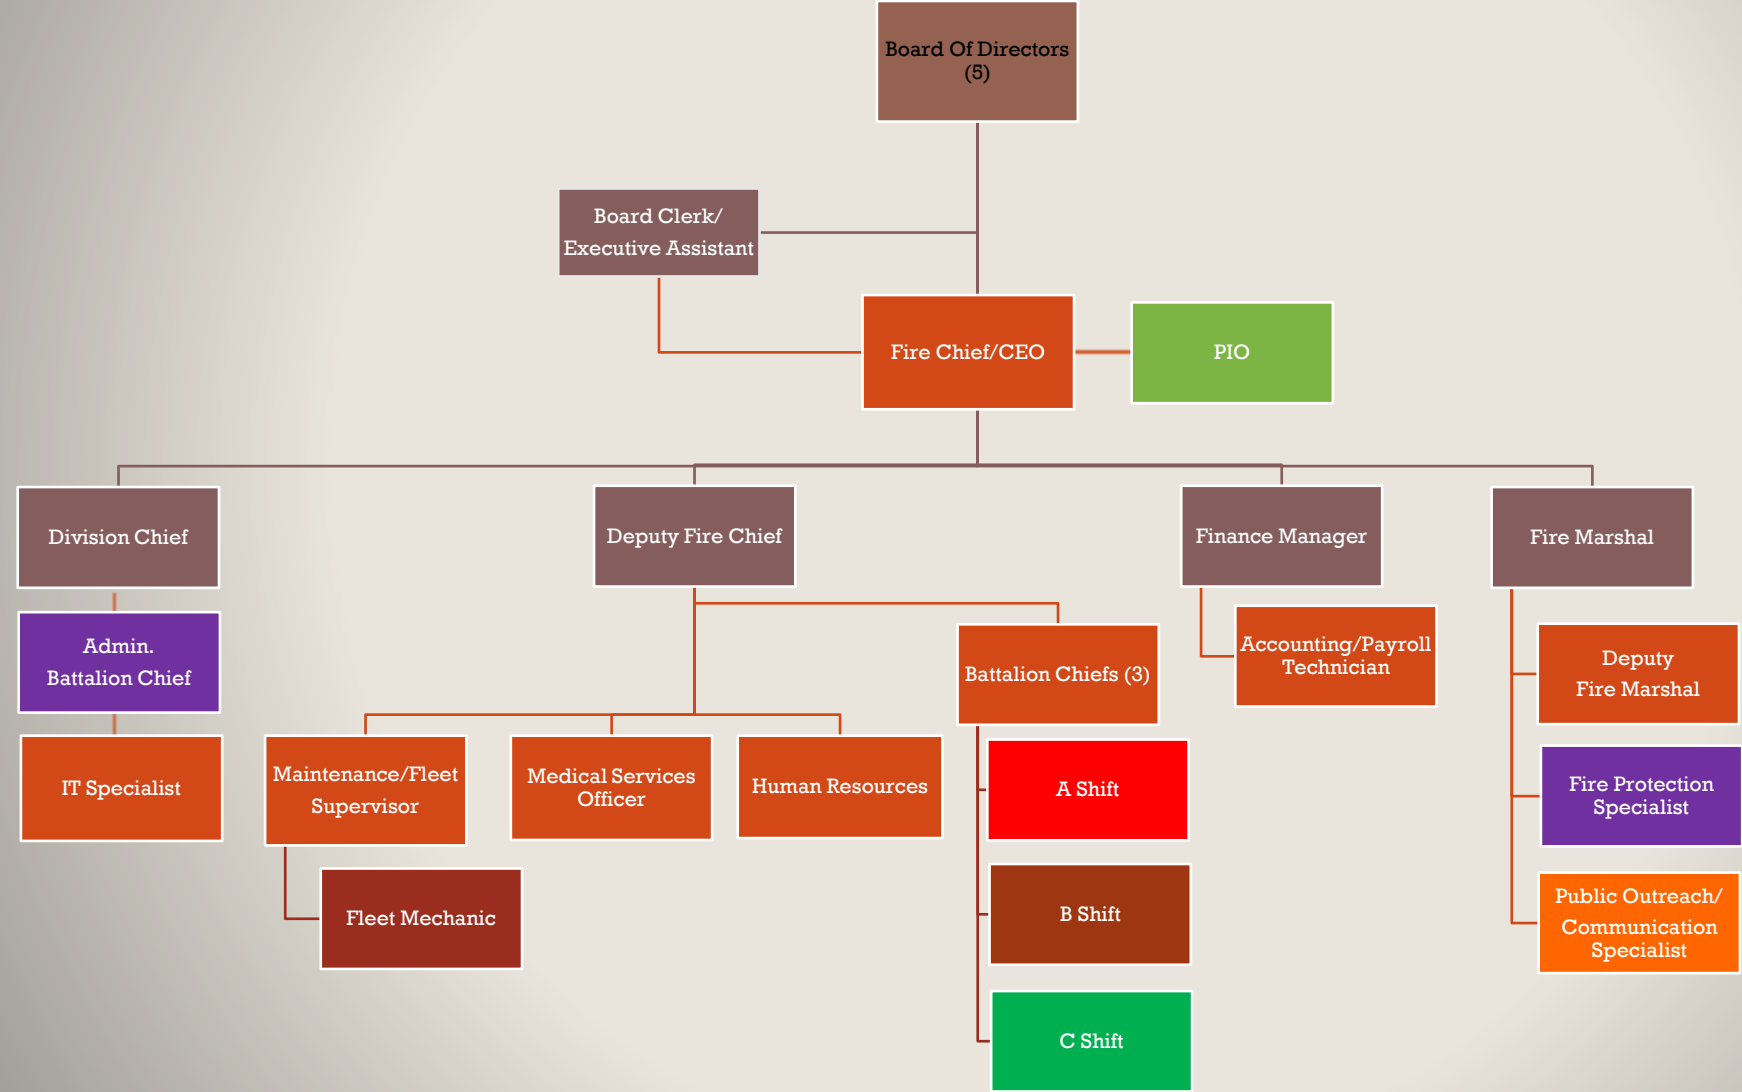 Board Of Directors
(5)
Board Clerk/
Executive Assistant
Fire Chief/CEO
PIO
Division Chief
Deputy Fire Chief
Finance Manager
Fire Marshal
Admin.
Battalion Chief
Battalion Chiefs (3)
Accounting/Payroll
Technician
Deputy
Fire Marshal
IT Specialist
Maintenance/Fleet
Supervisor
Medical Services
Officer
Human Resources
A Shift
Fire Protection
Specialist
Fleet Mechanic
B Shift
Public Outreach/
Communication
Specialist
C Shift